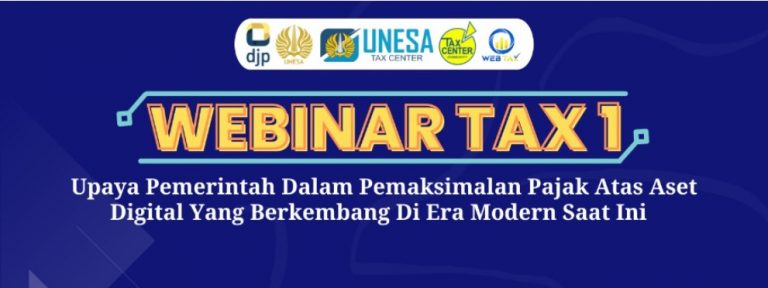 djp
UNESA
UNESA
TAX CENTER
TAX
CENTER
WEB TAX
WEBINAR TAX 1
Upaya Pemerintah Dalam Pemaksimalan Pajak Atas Aset
Digital Yang Berkembang Di Era Modern Saat Ini